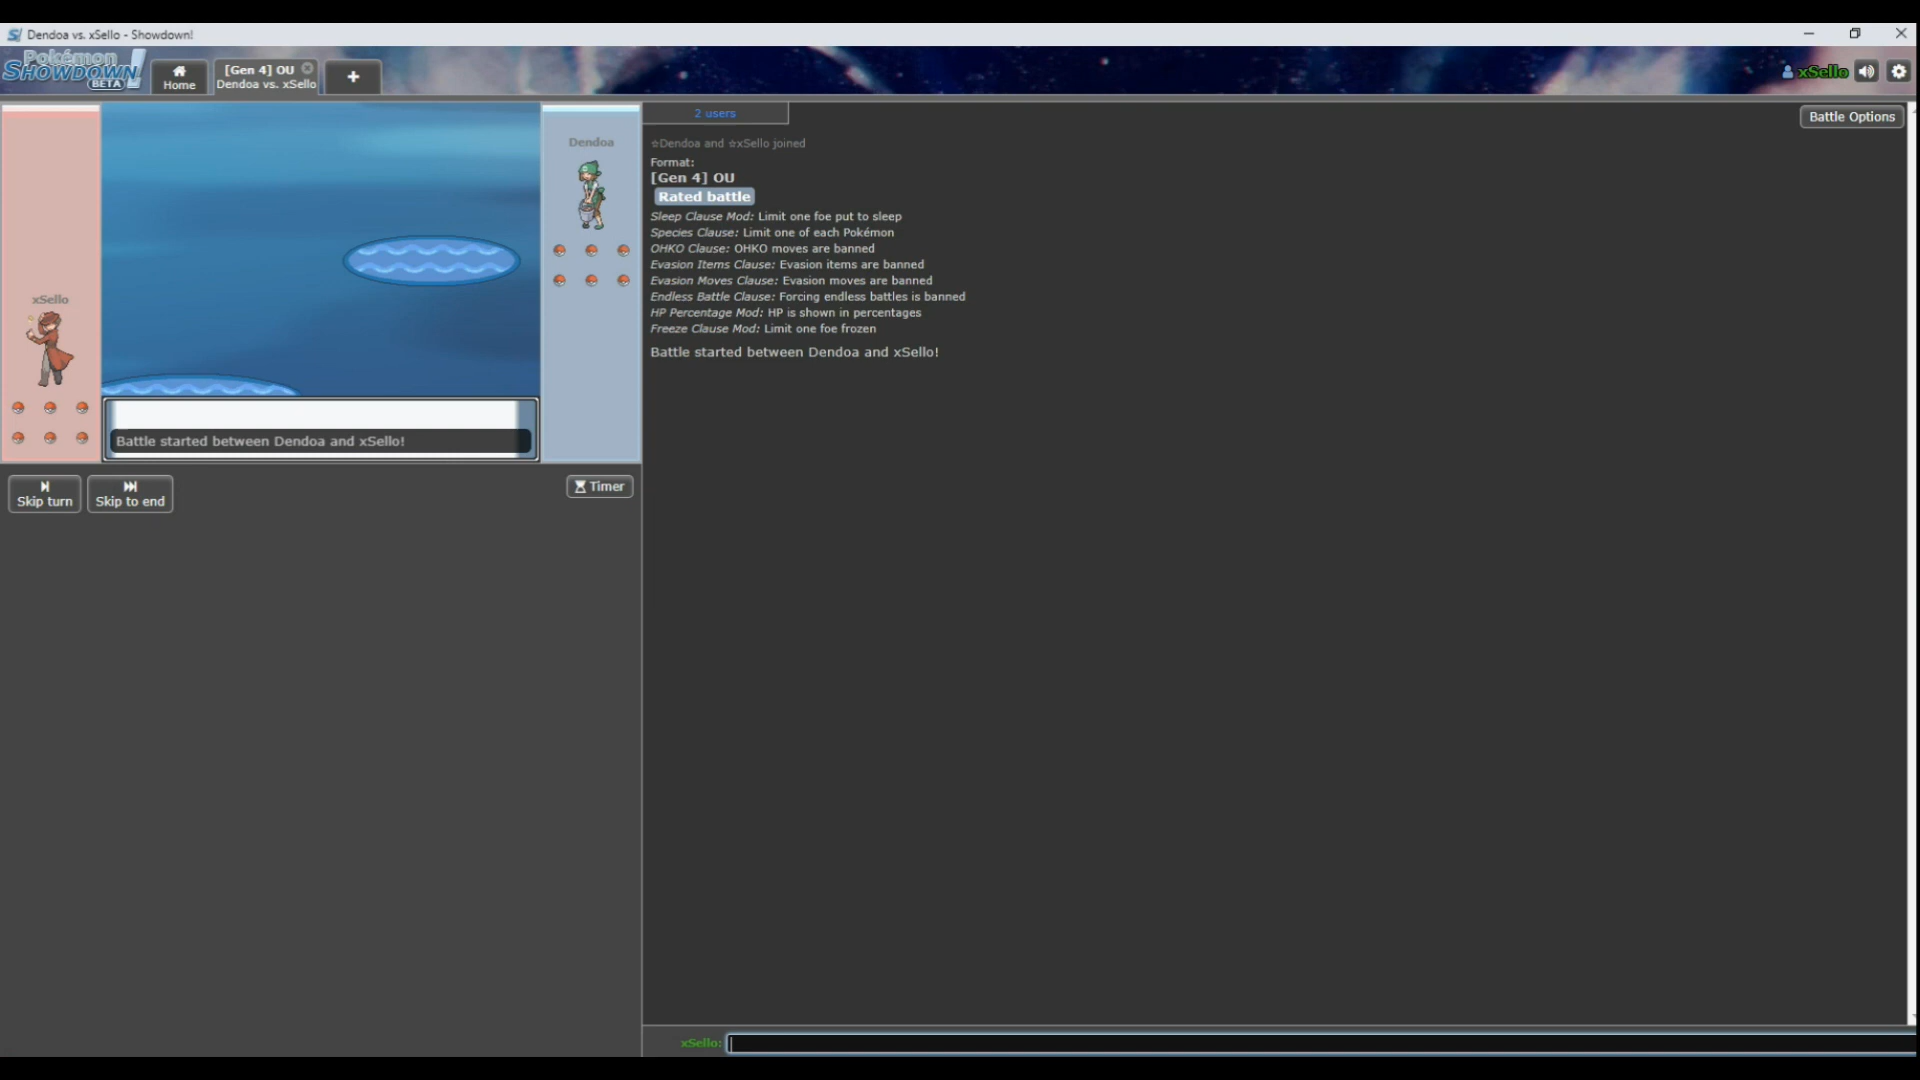 Dendoa vs. xSello - Showdown!
Pokémon
SHOWDOWN!
BETA
Home
[Gen 4] OU
Dendoa vs. xSello
xSello
2 users
Battle Options
☆Dendoa and ☆xSello joined
Format:
[Gen 4] OU
Rated battle
Sleep Clause Mod: Limit one foe put to sleep
Species Clause: Limit one of each Pokémon
OHKO Clause: OHKO moves are banned
Evasion Items Clause: Evasion items are banned
Evasion Moves Clause: Evasion moves are banned
Endless Battle Clause: Forcing endless battles is banned
HP Percentage Mod: HP is shown in percentages
Freeze Clause Mod: Limit one foe frozen
Battle started between Dendoa and xSello!
Dendoa
xSello
Battle started between Dendoa and xSello!
Skip turn
Skip to end
Timer
xSello: